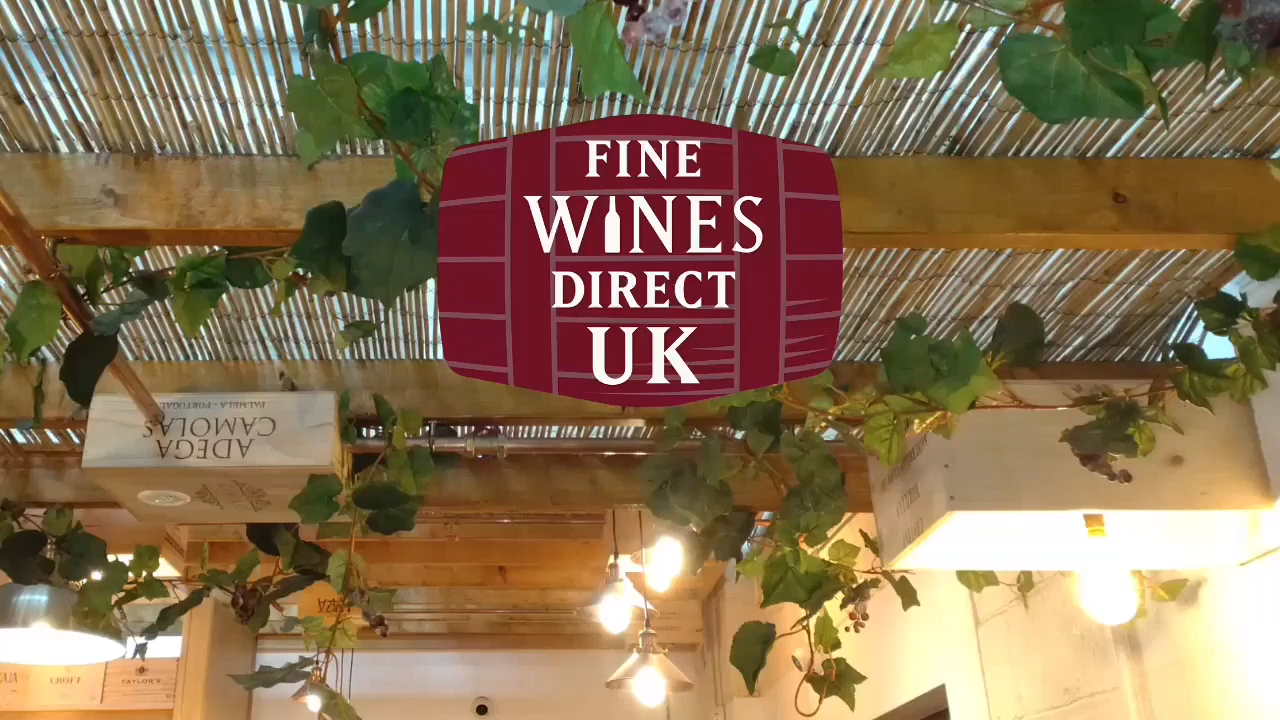 FINE
WINES
DIRECT
UK
PALMELA - PORTUGAL
ADEGA
CAMOLAS
CROFT
TAYLOR'S